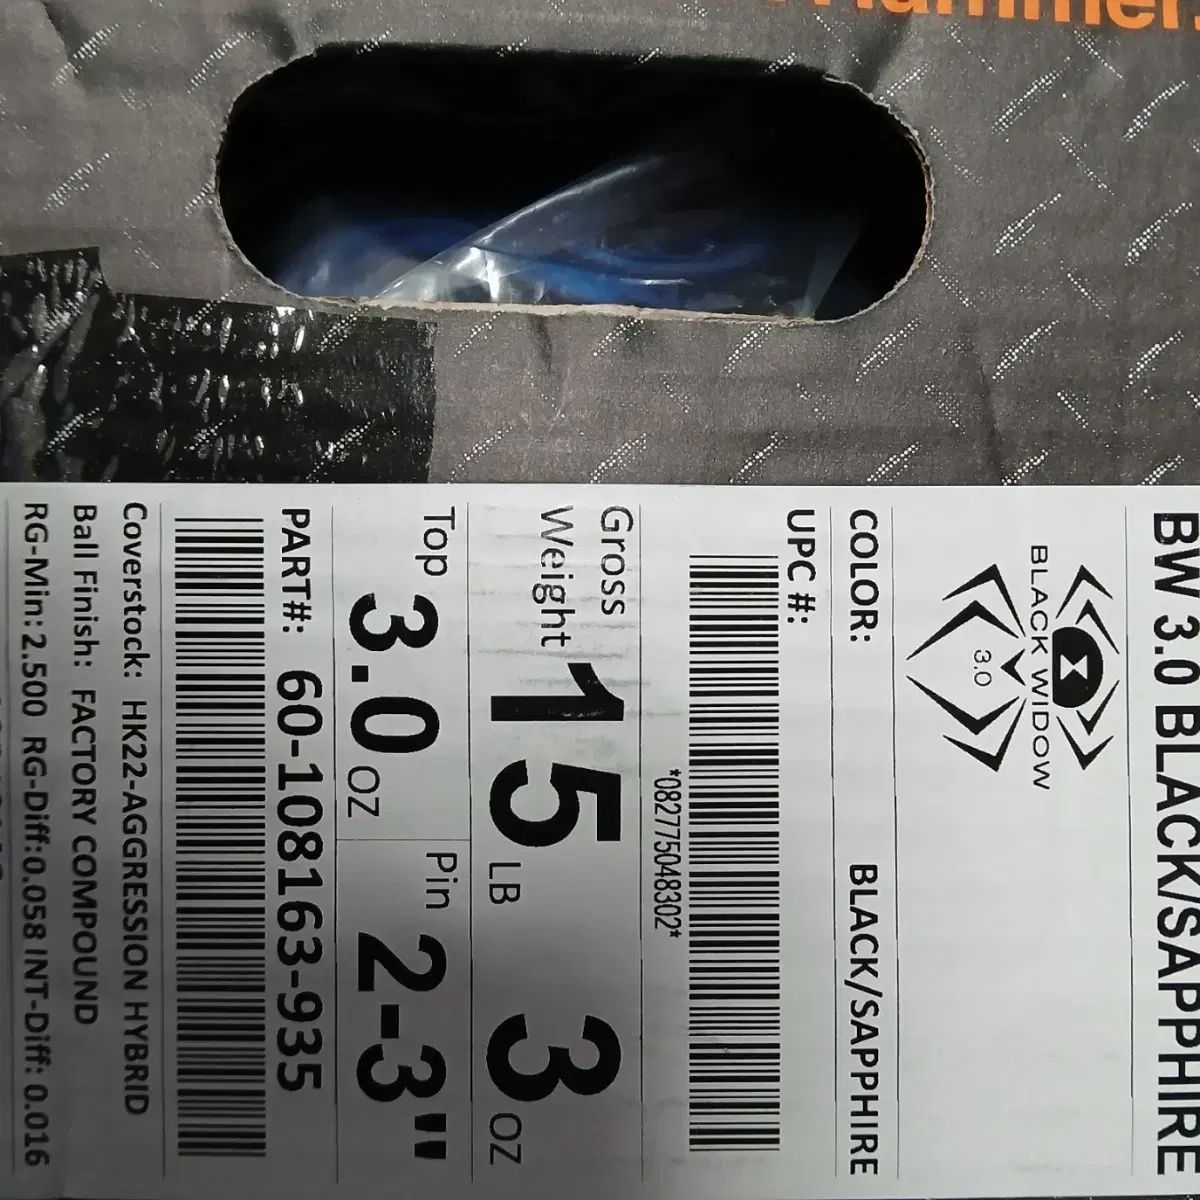 Hammer.
BW 3.0 BLACK/SAPPHIRE
BLACK WIDOW
3.0
COLOR: BLACK/SAPPHIRE
UPC #:
*082775048302*
Gross Weight 15 LB 3 OZ
Top 3.0 OZ Pin 2-3"
PART#: 60-108163-935
Coverstock: HK22-AGGRESSION HYBRID
Ball Finish: FACTORY COMPOUND
RG-Min: 2.500 RG-Diff:0.058 INT-Diff: 0.016